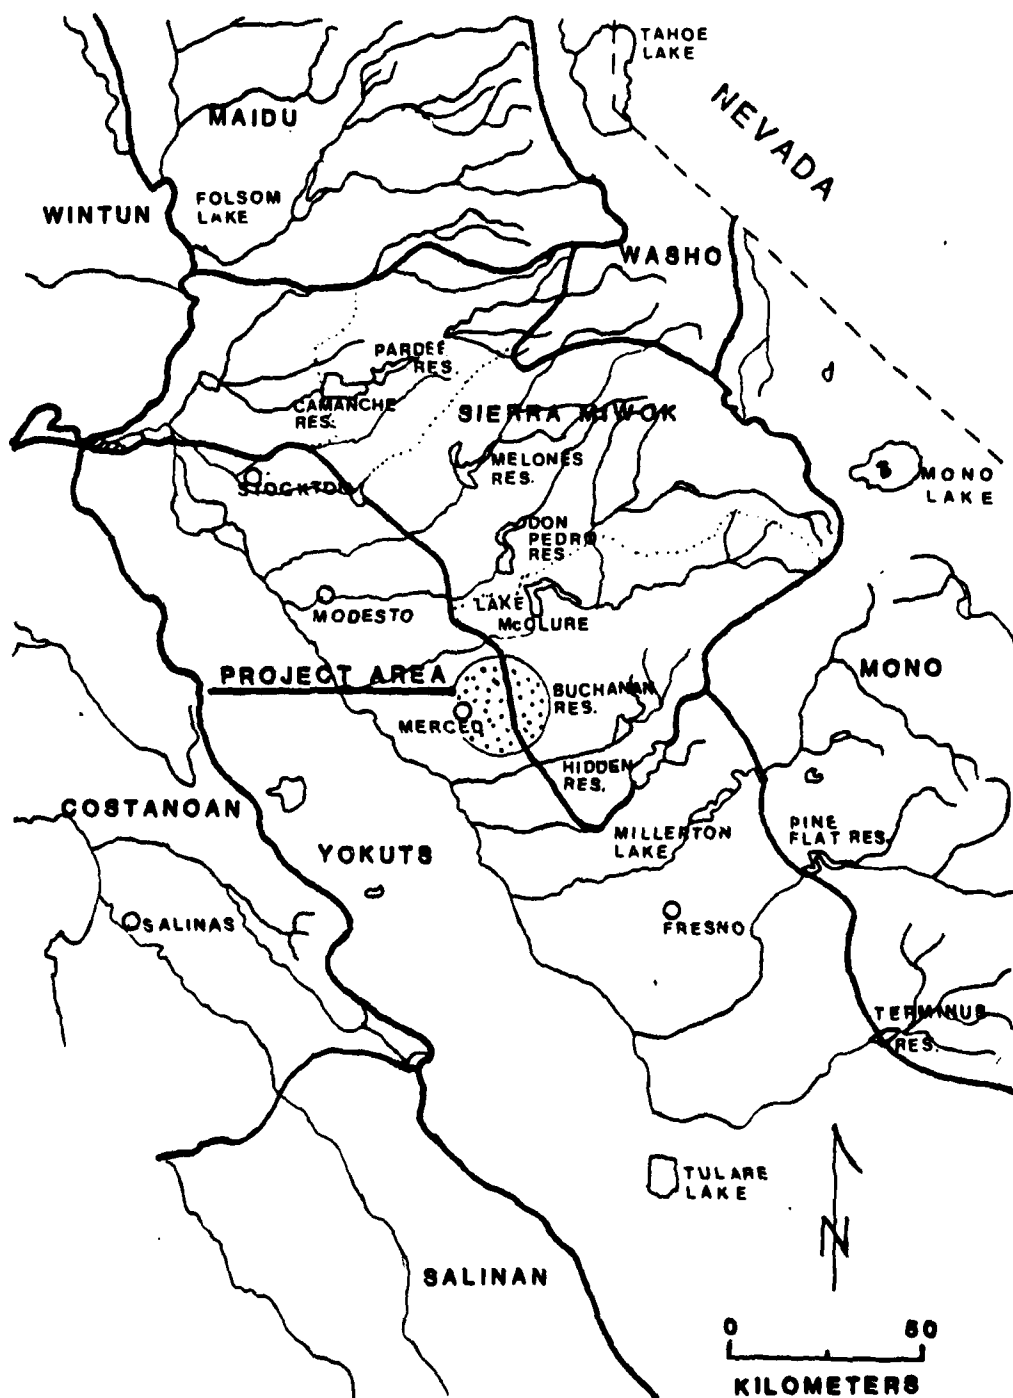 TAHOE
LAKE
NEVADA
MAIDU
FOLSOM
LAKE
WINTUN
WASHO
PARDEE
RES.
CAMANCHE
RES.
SIERRA MIWOK
MELONES
RES.
MONO
LAKE
STOCKTON
DON
PEDRO
RES
MODESTO
LAKE
McCLURE
PROJECT AREA
MONO
BUCHANAN
RES.
MERCED
HIDDEN
RES.
COSTANOAN
MILLERTON
LAKE
PINE
FLAT RES.
YOKUTS
SALINAS
FRESNO
TERMINUS
RES.
TULARE
LAKE
N
SALINAN
0 50
KILOMETERS